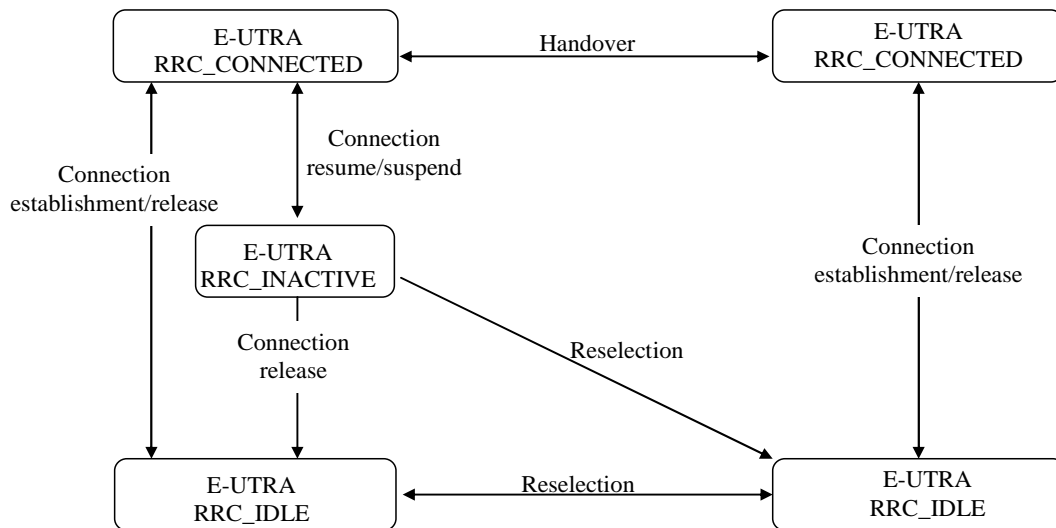 E-UTRA
RRC_CONNECTED
Handover
E-UTRA
RRC_CONNECTED
Connection
resume/suspend
Connection
establishment/release
E-UTRA
RRC_INACTIVE
Connection
establishment/release
Connection
release
Reselection
E-UTRA
RRC_IDLE
Reselection
E-UTRA
RRC_IDLE